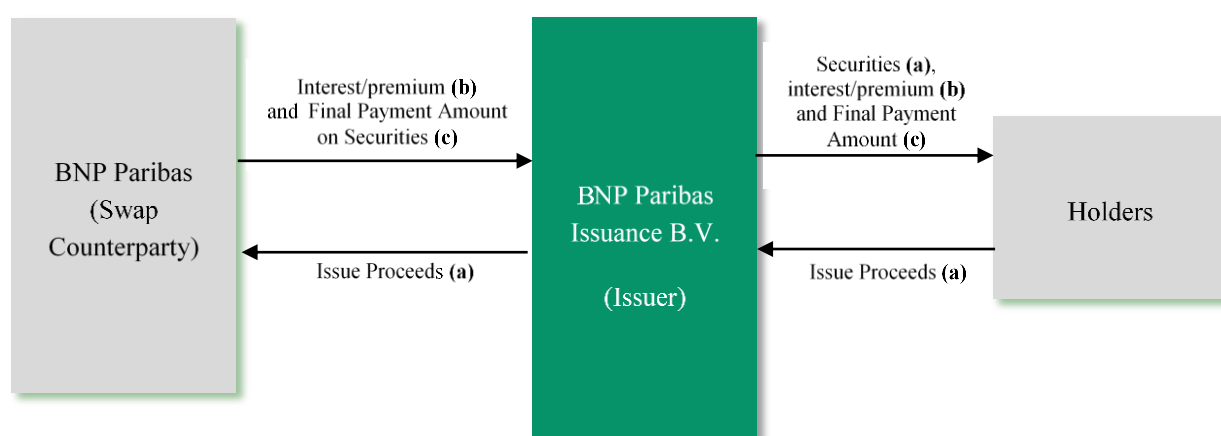 BNP Paribas
(Swap
Counterparty)
Interest/premium (b)
and Final Payment Amount
on Securities (c)
Issue Proceeds (a)
BNP Paribas
Issuance B.V.
(Issuer)
Securities (a),
interest/premium (b)
and Final Payment
Amount (c)
Issue Proceeds (a)
Holders